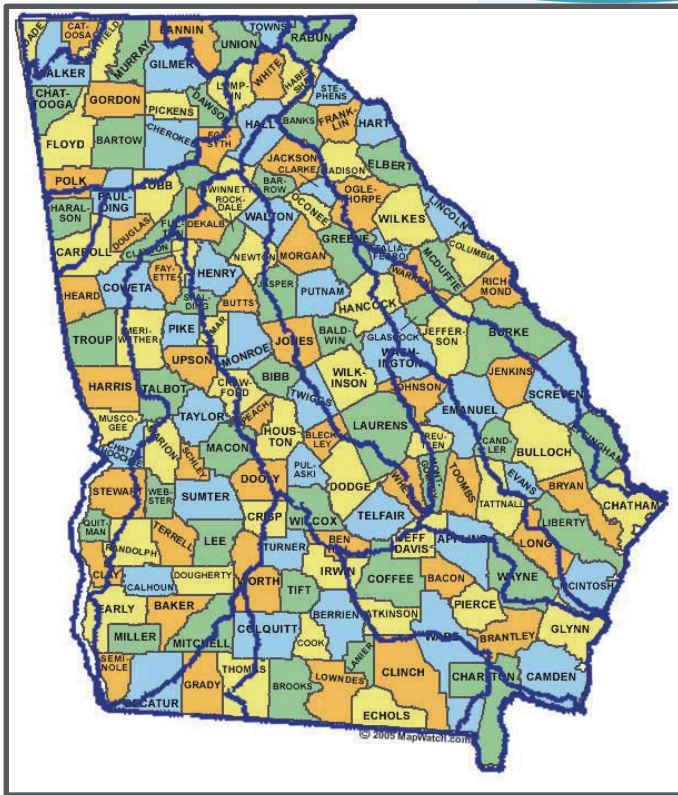 DADE
CAT-
OOSA
FANNIN
TOWNS
RABUN
UNION
MURRAY
GILMER
WALKER
WHITE
HABER
SHAM
LUMP-
KIN
STE-
PHENS
CHAT-
TOOGA
GORDON
PICKENS
DAWSON
HALL
BANKS
FRANK-
LIN
HART
FLOYD
BARTOW
CHEROKEE
FOR-
SYTH
JACKSON
MADISON
ELBERT
POLK
PAUL-
DING
COBB
GWINNETT
BAR-
ROW
CLARKE
OGLE-
THORPE
LINCOLN
HARAL-
SON
DOUGLAS
FUL-
TON
DEKALB
ROCK-
DALE
WALTON
OCONEE
WILKES
CARROLL
CLAYTON
NEWTON
MORGAN
GREENE
TALIA-
FERRO
MCDUFFIE
COLUMBIA
HEARD
COWETA
FAY-
ETTE
HENRY
SPAL-
DING
BUTTS
JASPER
PUTNAM
HANCOCK
WARREN
RICH
MOND
TROUP
MERI-
WETHER
PIKE
LAMAR
MONROE
JONES
BALD-
WIN
GLASCOCK
JEFFER-
SON
BURKE
HARRIS
UPSON
TALBOT
CRAW-
FORD
BIBB
TWIGGS
WILK-
INSON
WASH-
INGTON
JOHNSON
JENKINS
SCREVEN
MUSCO-
GEE
TAYLOR
PEACH
HOUS-
TON
BLECK-
LEY
LAURENS
EMANUEL
CHATT
HOOCHEE
MARION
SCHLEY
MACON
PUL-
ASKI
TREUT-
LEN
CAND-
LER
BULLOCH
EFFINGHAM
STEWART
WEB-
STER
SUMTER
DOOLY
DODGE
WHEELER
MONT-
GOMERY
TOOMBS
EVANS
BRYAN
CHATHAM
QUIT-
MAN
RANDOLPH
TERRELL
LEE
CRISP
WILCOX
TELFAIR
TATTNALL
LIBERTY
CLAY
CALHOUN
DOUGHERTY
WORTH
TURNER
BEN
IRWIN
JEFF
DAVIS
APPLING
LONG
WAYNE
MCINTOSH
EARLY
BAKER
TIFT
COFFEE
BACON
PIERCE
MILLER
MITCHELL
COLQUITT
BERRIEN
ATKINSON
WARE
BRANTLEY
GLYNN
SEMI-
NOLE
DECATUR
GRADY
THOMAS
COOK
BROOKS
LANIER
LOWNDES
CLINCH
ECHOLS
CHARLTON
CAMDEN
© 2005 MapWatch.com